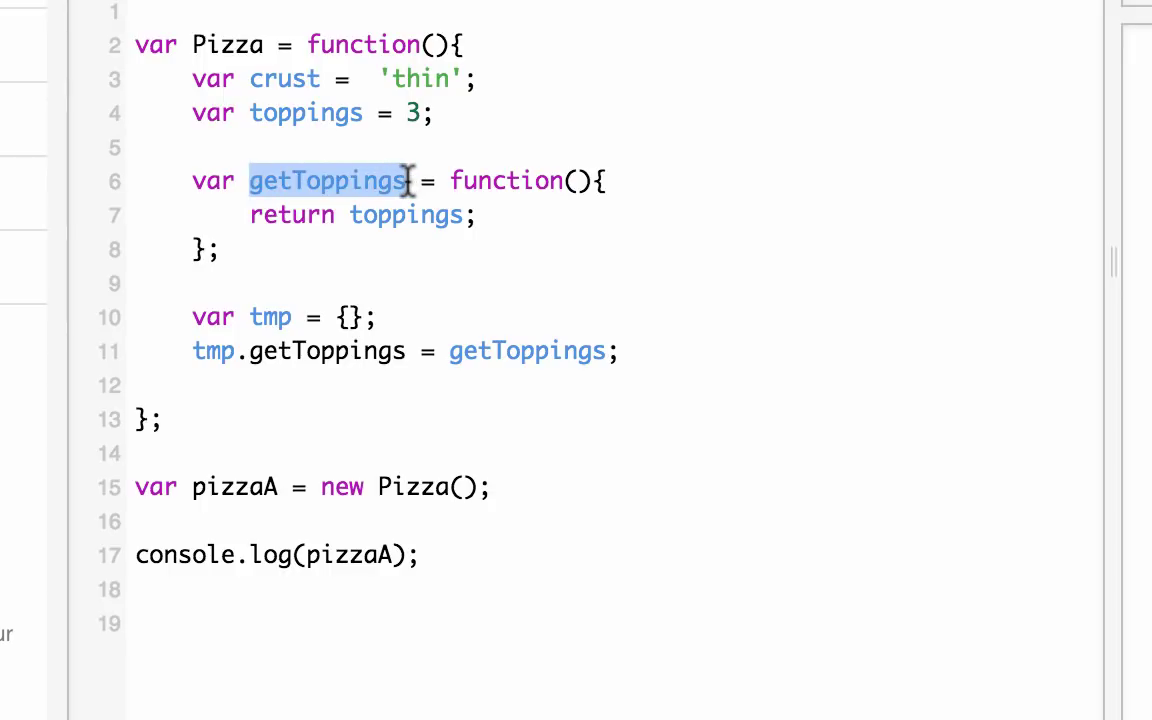 1
2 var Pizza = function(){
3     var crust =  'thin';
4     var toppings = 3;
5
6     var getToppings = function(){
7         return toppings;
8     };
9
10     var tmp = {};
11     tmp.getToppings = getToppings;
12
13 };
14
15 var pizzaA = new Pizza();
16
17 console.log(pizzaA);
18
19
ur